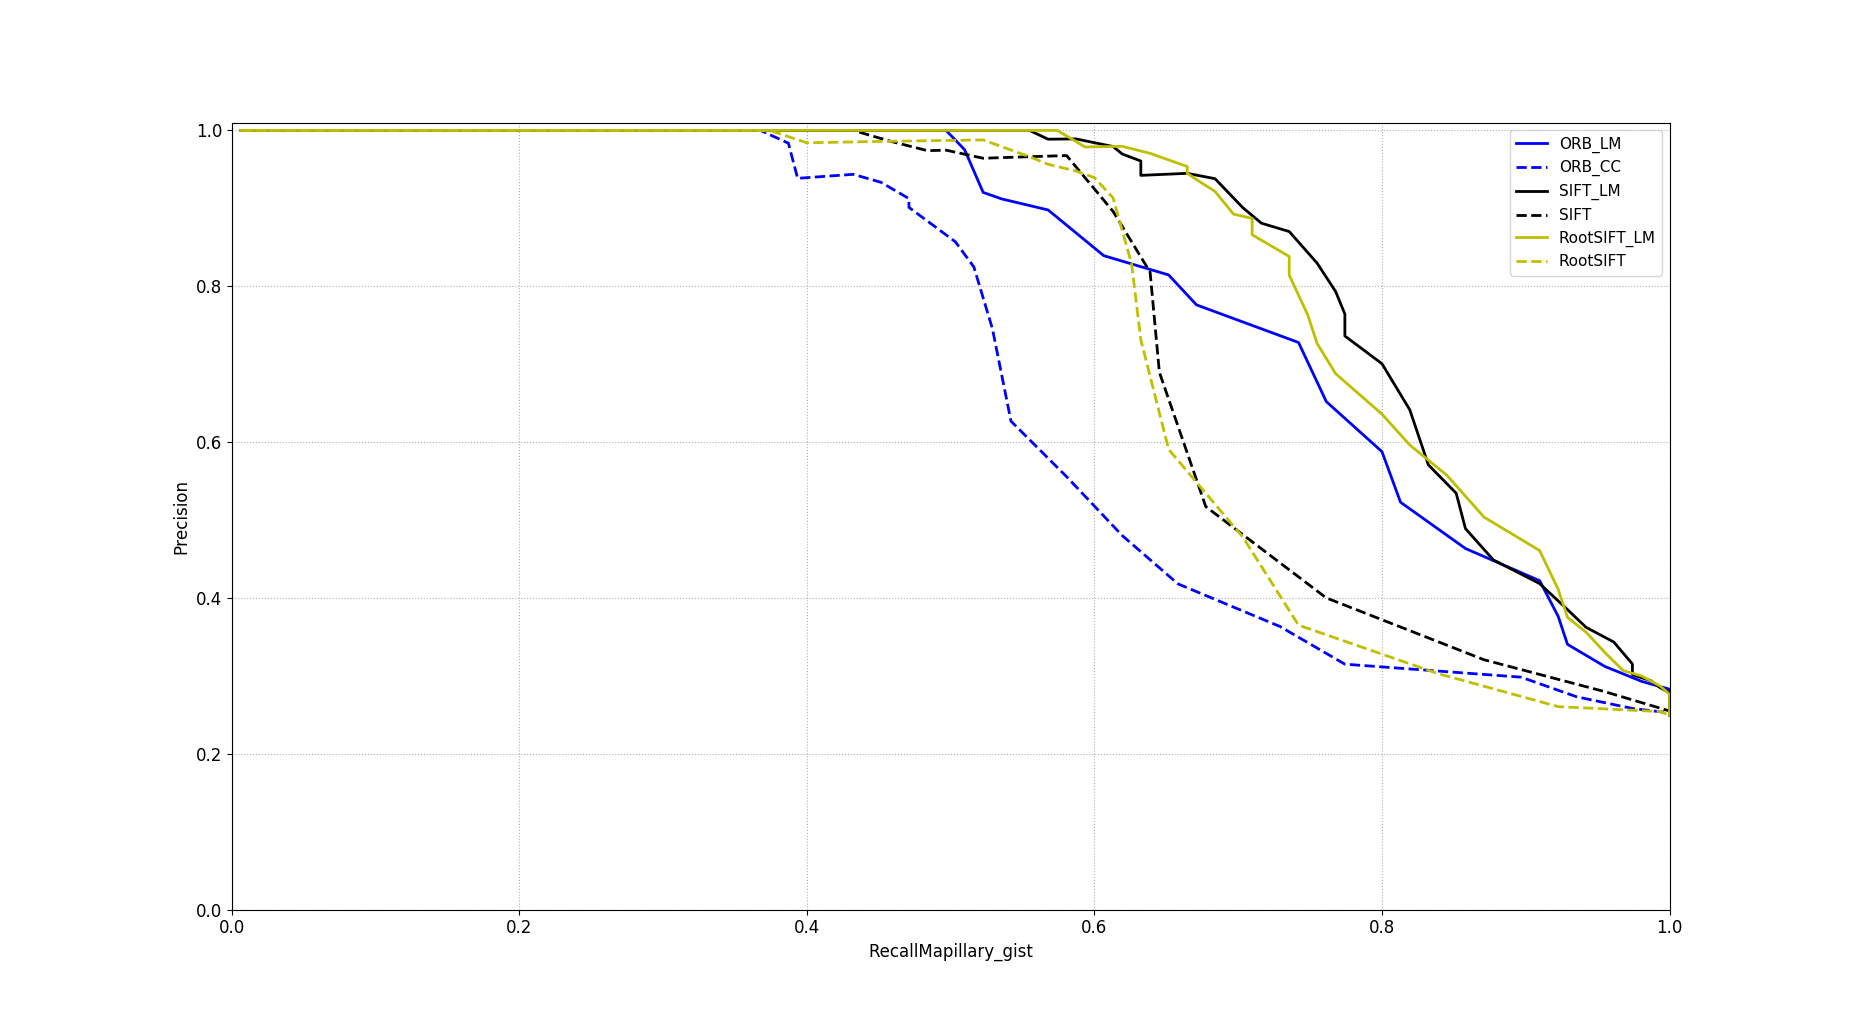 1.0
0.8
0.6
0.4
0.2
0.0
Precision
0.0 0.2 0.4 0.6 0.8 1.0
RecallMapillary_gist
ORB_LM
ORB_CC
SIFT_LM
SIFT
RootSIFT_LM
RootSIFT